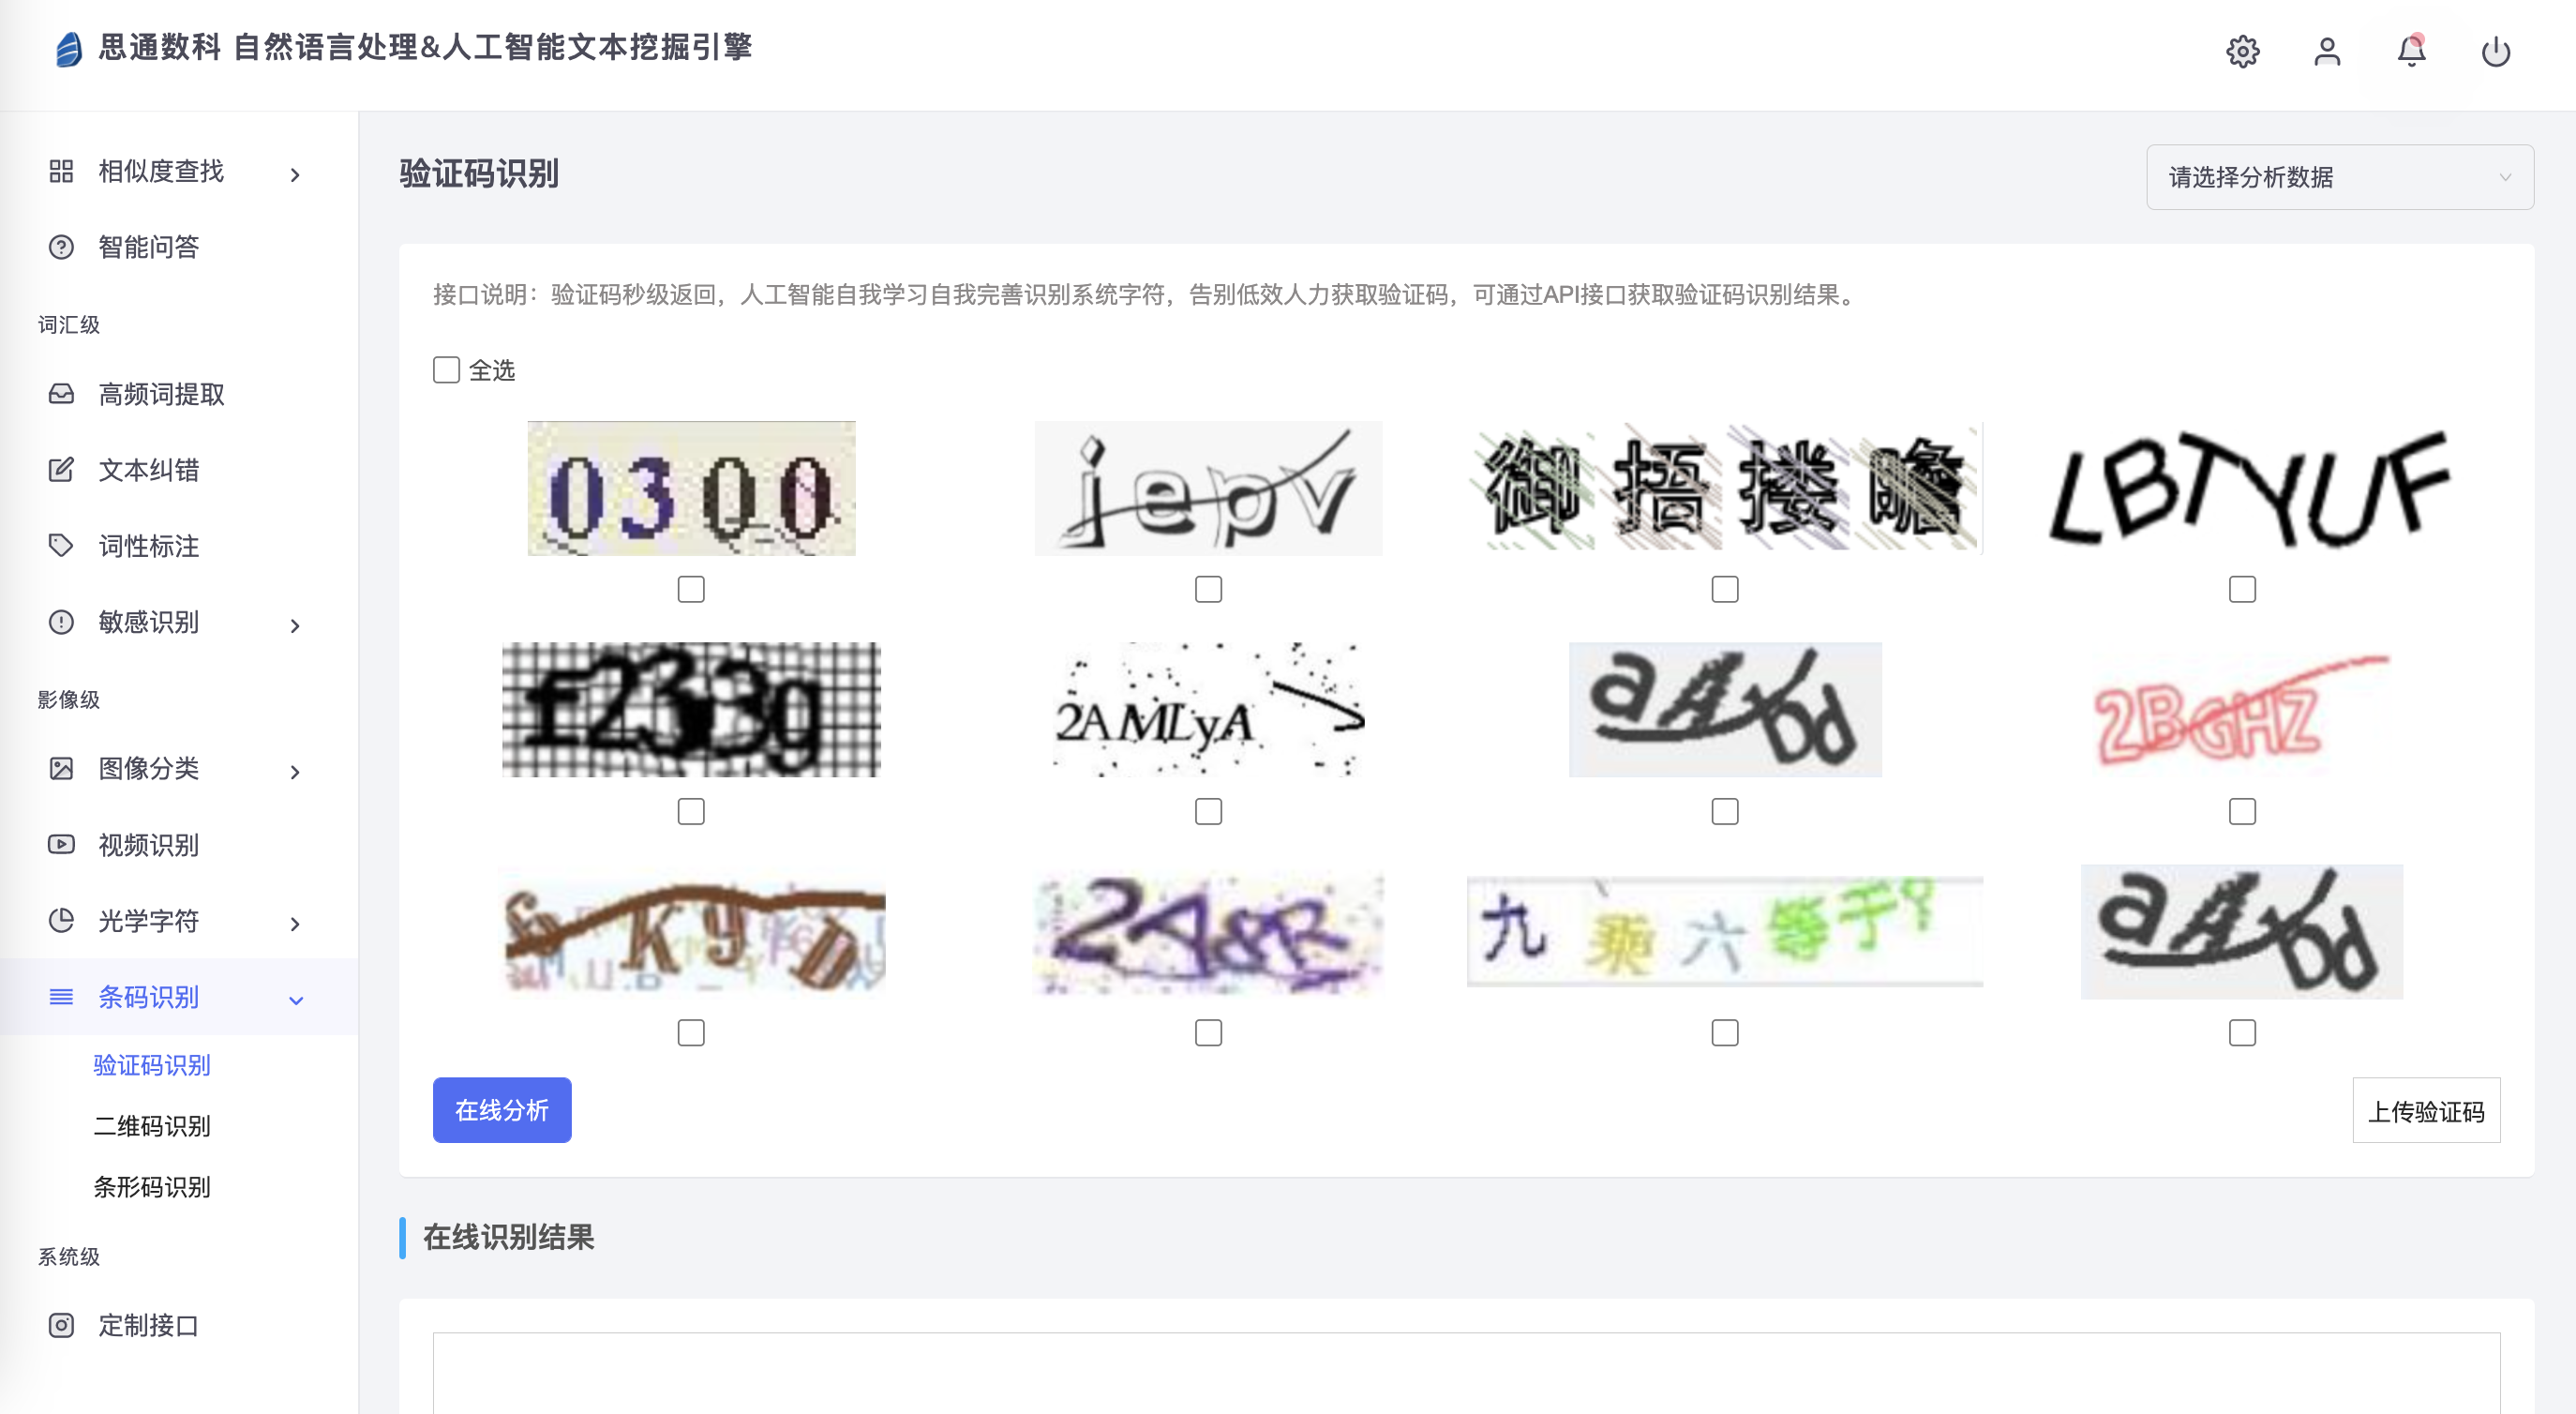 思通数科 自然语言处理&人工智能文本挖掘引擎
相似度查找
智能问答
词汇级
高频词提取
文本纠错
词性标注
敏感识别
影像级
图像分类
视频识别
光学字符
条码识别
验证码识别
二维码识别
条形码识别
系统级
定制接口
验证码识别
请选择分析数据
接口说明：验证码秒级返回，人工智能自我学习自我完善识别系统字符，告别低效人力获取验证码，可通过API接口获取验证码识别结果。
全选
0300
jepv
御捂搂瞻
LBTYUF
2AMLyA
2BGHZ
2A8R
九乘六等于?
在线分析
上传验证码
在线识别结果